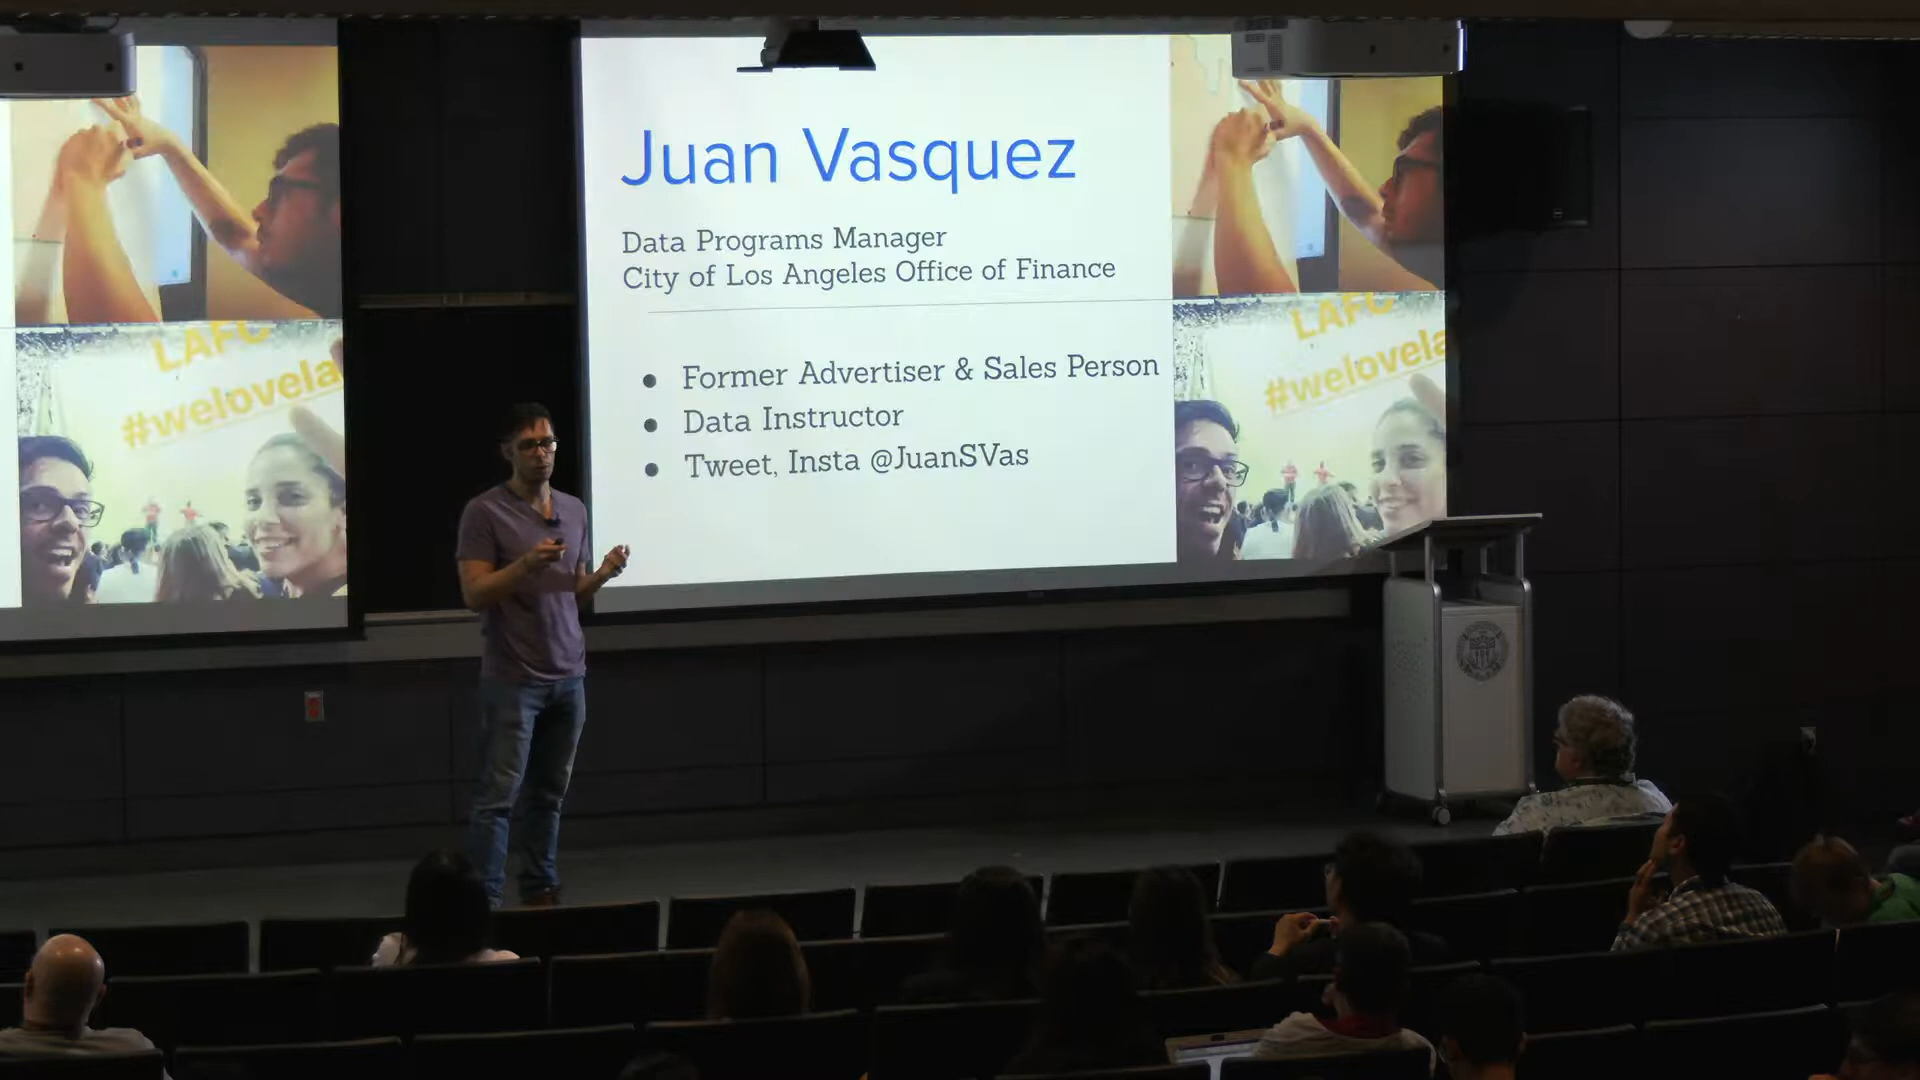 LAFC
#welovela
Juan Vasquez
Data Programs Manager
City of Los Angeles Office of Finance
● Former Advertiser & Sales Person
● Data Instructor
● Tweet, Insta @JuanSVas
LAFC
#welovela